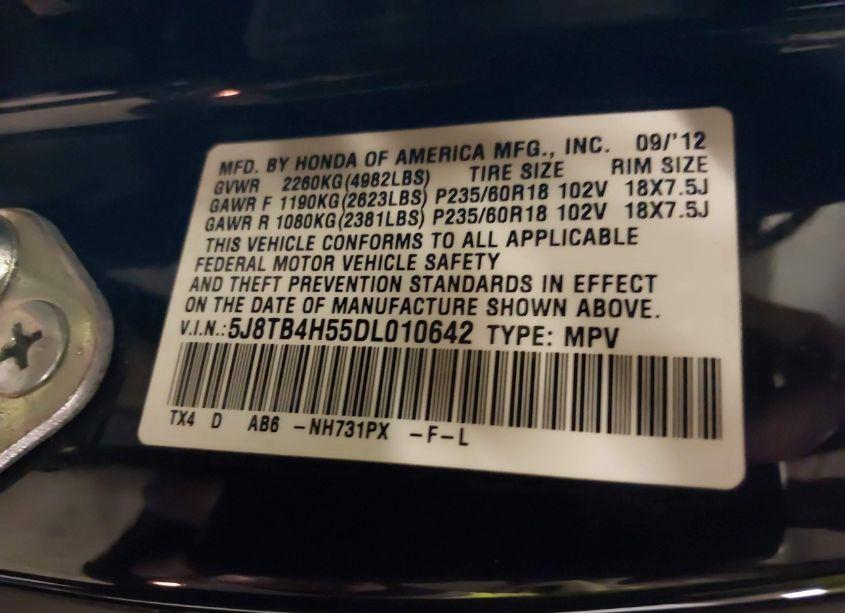 MFD. BY HONDA OF AMERICA MFG., INC. 09/'12
GVWR 2260KG(4982LBS) TIRE SIZE RIM SIZE
GAWR F 1190KG(2623LBS) P235/60R18 102V 18X7.5J
GAWR R 1080KG(2381LBS) P235/60R18 102V 18X7.5J
THIS VEHICLE CONFORMS TO ALL APPLICABLE
FEDERAL MOTOR VEHICLE SAFETY
AND THEFT PREVENTION STANDARDS IN EFFECT
ON THE DATE OF MANUFACTURE SHOWN ABOVE.
V.I.N.:5J8TB4H55DL010642 TYPE: MPV
TX4 D AB6 -NH731PX -F-L